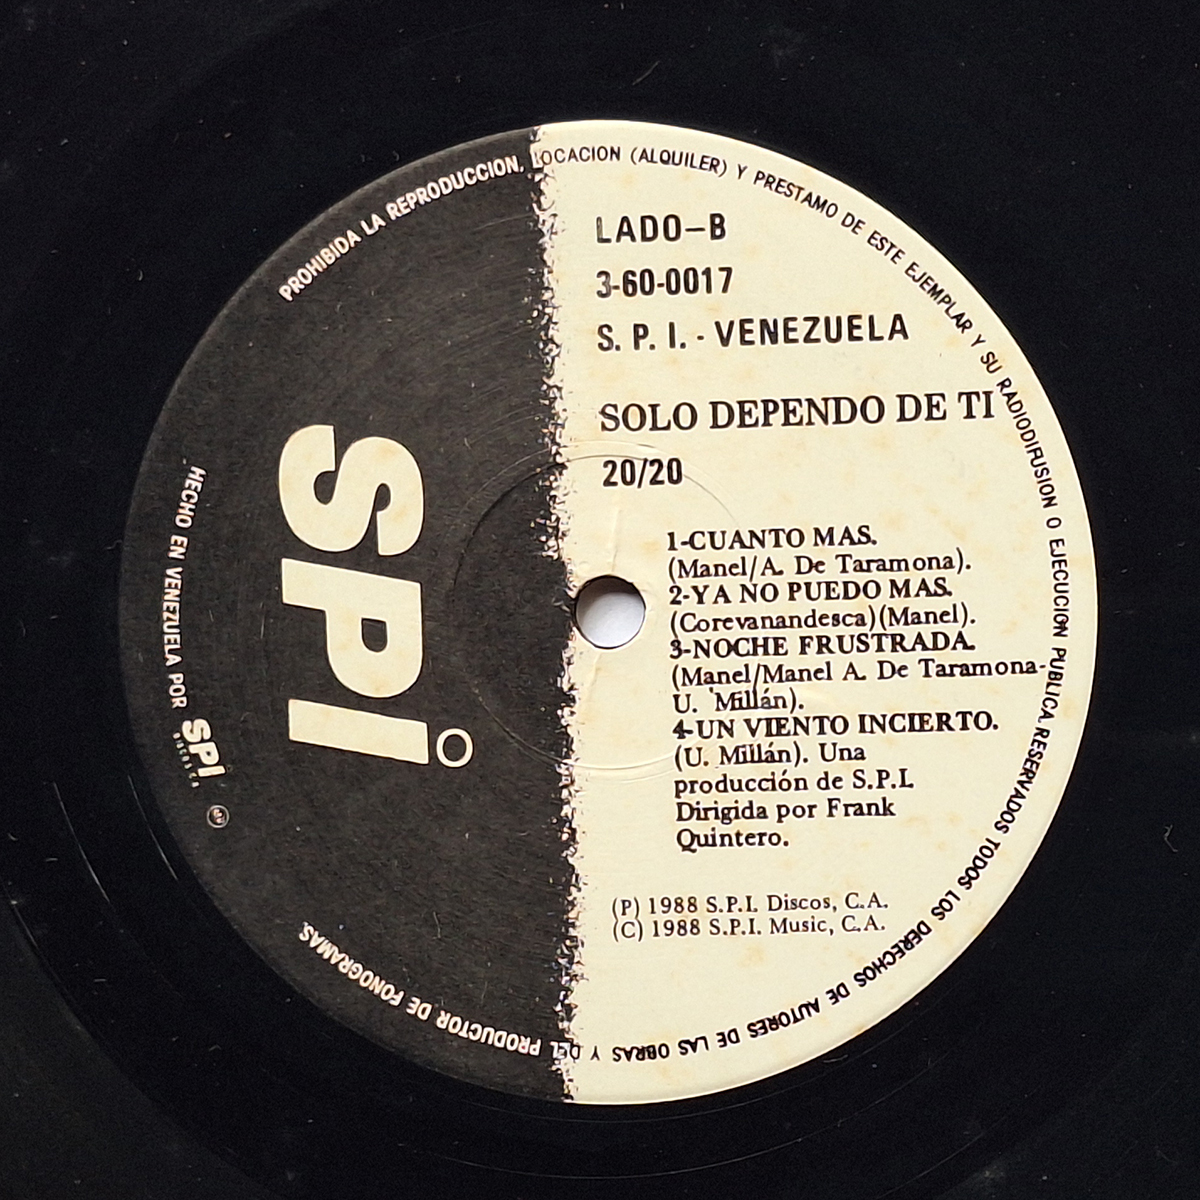 PROHIBIDA LA REPRODUCCION, LOCACION (ALQUILER) Y PRESTAMO DE ESTE EJEMPLAR Y SU RADIODIFUSION O EJECUCION PUBLICA. RESERVADOS TODOS LOS DERECHOS DE AUTORES DE LAS OBRAS Y DEL PRODUCTOR DE FONOGRAMAS.
LADO-B
3-60-0017
S. P. I. - VENEZUELA
SOLO DEPENDO DE TI
20/20
1-CUANTO MAS.
(Manel/A. De Taramona).
2-YA NO PUEDO MAS.
(Corevanandesca)(Manel).
3-NOCHE FRUSTRADA.
(Manel/Manel A. De Taramona-
U. Millán).
4-UN VIENTO INCIERTO.
(U. Millán). Una
producción de S.P.I.
Dirigida por Frank
Quintero.
(P) 1988 S.P.I. Discos, C.A.
(C) 1988 S.P.I. Music, C.A.
SPi
HECHO EN VENEZUELA POR SPi
DISCOS C.A.